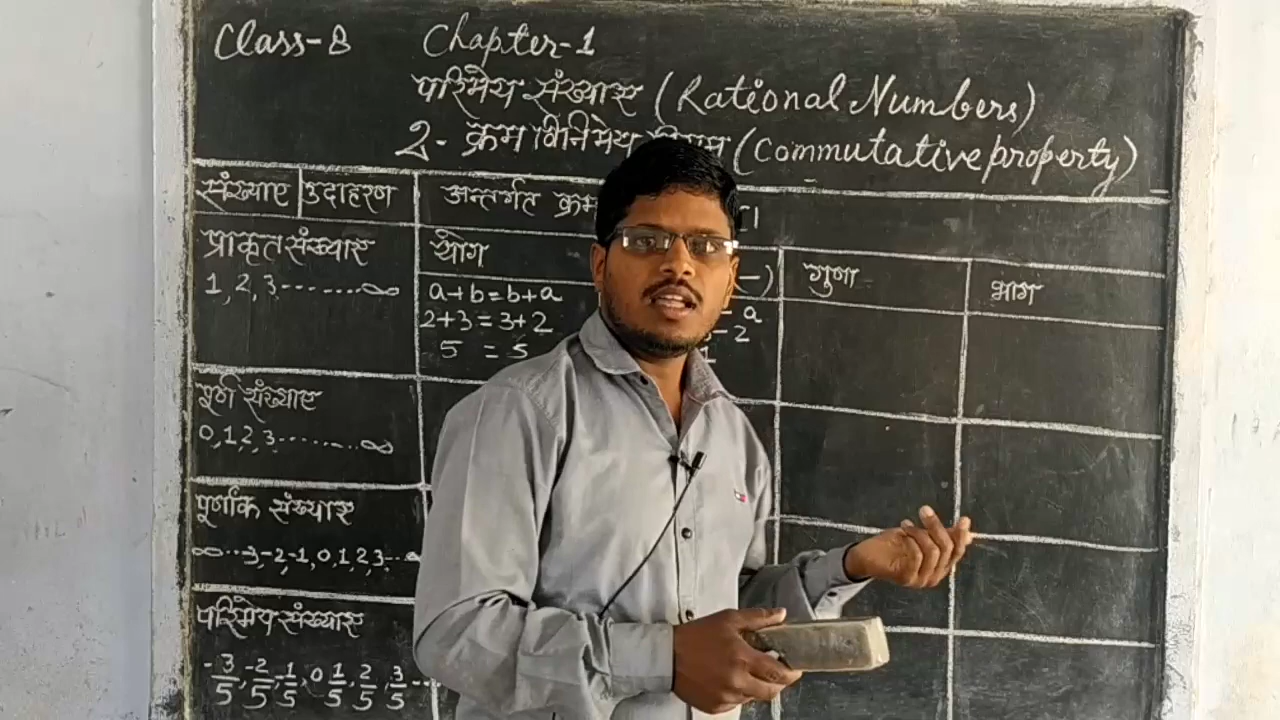 Class-8 Chapter-1
परिमेय संख्याए (Rational Numbers)
2- क्रम विनिमेय (Commutative property)
संख्याए उदाहरण अन्तर्गत क्रम
प्राकृत संख्याए योग गुणा भाग
1, 2, 3--------∞
a+b=b+a a
2+3=3+2 -2
5 = 5 1
पूर्ण संख्याए
0,1,2,3--------∞
पूर्णांक संख्याए
∞---3,-2,-1,0,1,2,3--∞
परिमेय संख्याए
-3/5, -2/5, -1/5, 0 1/5, 2/5, 3/5 ---